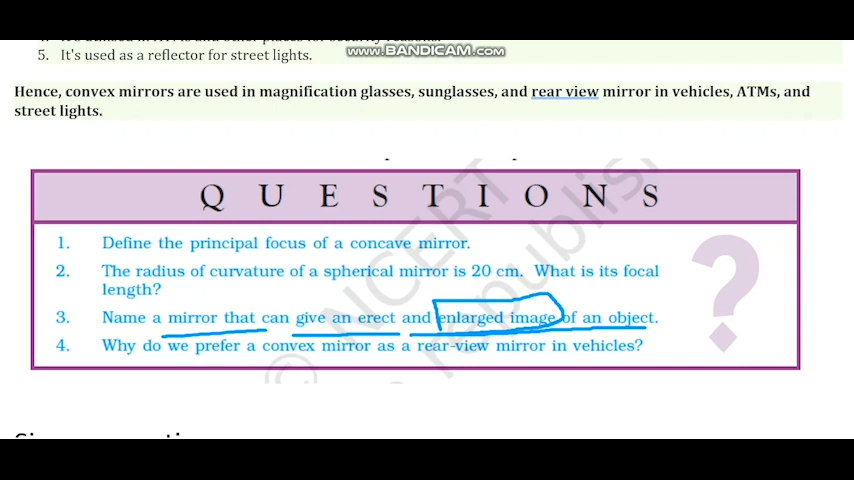 www.BANDICAM.com
5. It's used as a reflector for street lights.
Hence, convex mirrors are used in magnification glasses, sunglasses, and rear view mirror in vehicles, ATMs, and
street lights.
QUESTIONS
1. Define the principal focus of a concave mirror.
2. The radius of curvature of a spherical mirror is 20 cm. What is its focal
length?
3. Name a mirror that can give an erect and enlarged image of an object.
4. Why do we prefer a convex mirror as a rear-view mirror in vehicles?
?
© NCERT
republis